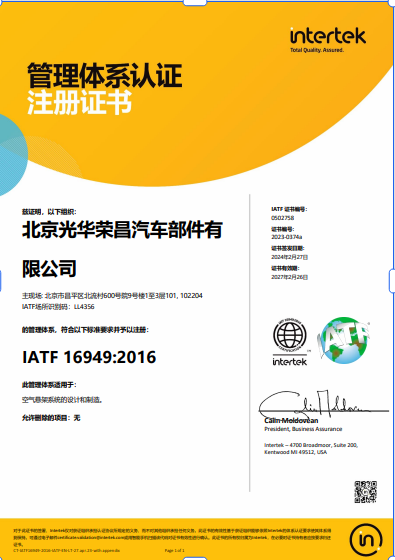 intertek
Total Quality. Assured.
管理体系认证
注册证书
兹证明，以下组织：
北京光华荣昌汽车部件有
限公司
主现场: 北京市昌平区北流村600号院9号楼1至3层101, 102204
IATF场所识别码：LL4356
的管理体系，符合以下标准要求并予以注册：
IATF 16949:2016
此管理体系适用于：
空气悬架系统的设计和制造。
允许删除的项目：无
IATF 证书编号：
0502758
证书编号：
2023-0374a
证书签发日期：
2024年2月27日
证书有效期：
2027年2月26日
intertek
IATF
Calin Moldovean
President, Business Assurance
Intertek – 4700 Broadmoor, Suite 200,
Kentwood MI 49512, USA
Page 1 of 1
in